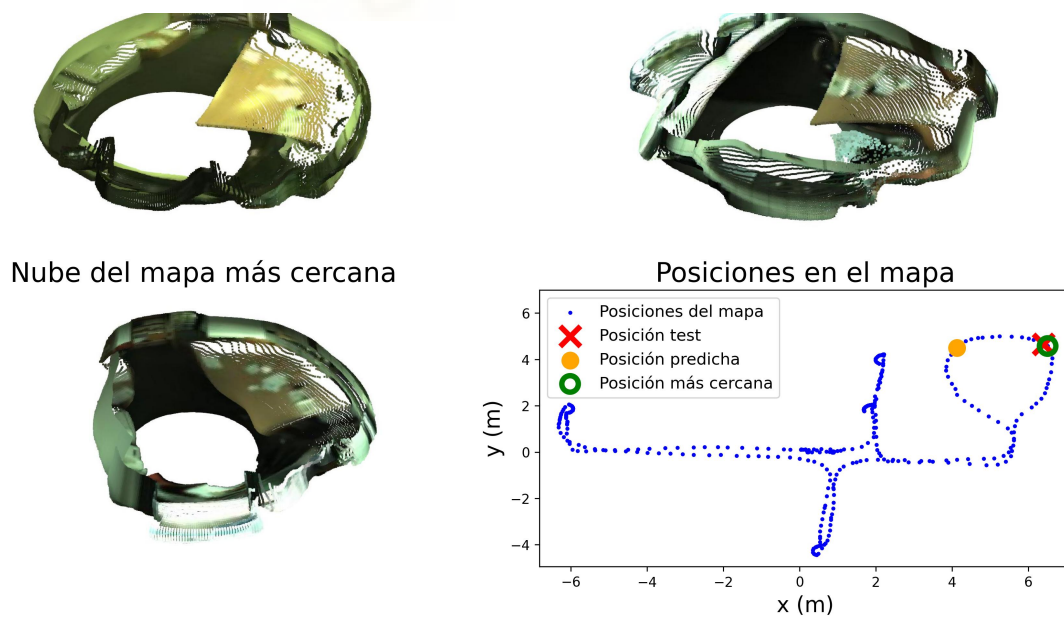 Nube del mapa más cercana
Posiciones en el mapa
Posiciones del mapa
Posición test
Posición predicha
Posición más cercana
6
4
2
0
−2
−4
y (m)
−6
−4
−2
0
2
4
6
x (m)